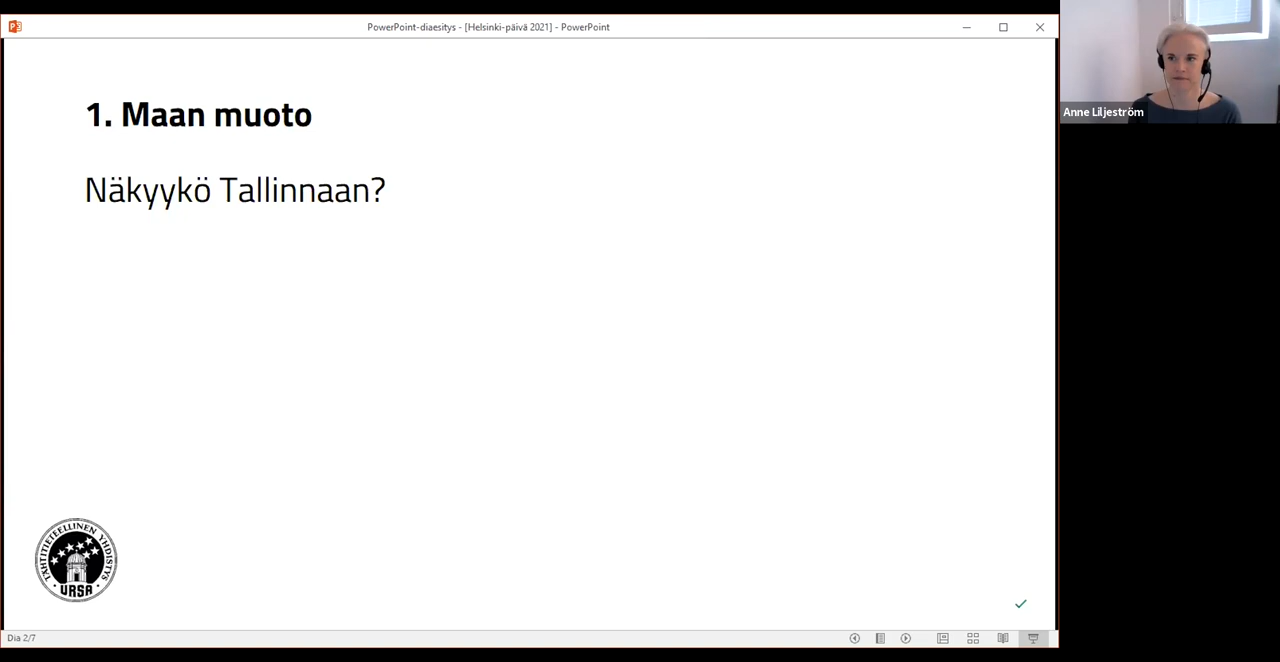 PowerPoint-diaesitys - [Helsinki-päivä 2021] - PowerPoint
1. Maan muoto
Näkyykö Tallinnaan?
TÄHTITIETEELLINEN YHDISTYS
URSA
Dia 2/7
Anne Liljeström